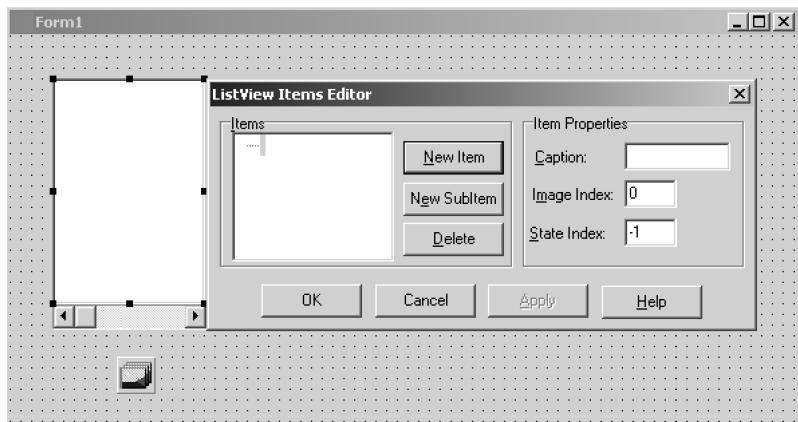 Form1
ListView Items Editor
Items
New Item
New SubItem
Delete
Item Properties
Caption:
Image Index: 0
State Index: -1
OK Cancel Apply Help